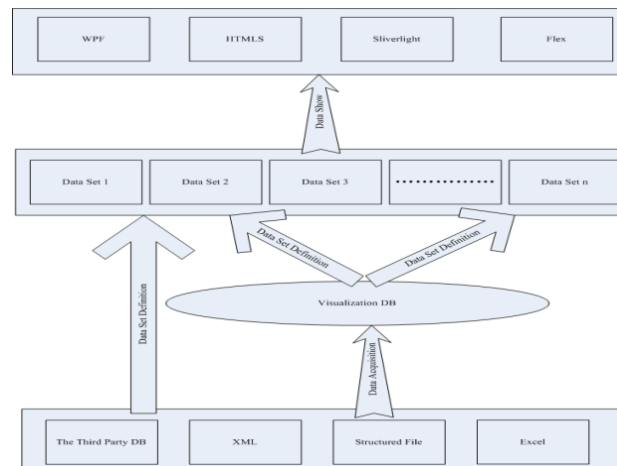 WPF
HTMLS
Sliverlight
Flex
Data Show
Data Set 1
Data Set 2
Data Set 3
...............
Data Set n
Data Set Definition
Data Set Definition
Data Set Definition
Visualization DB
Data Acquisition
The Third Party DB
XML
Structured File
Excel